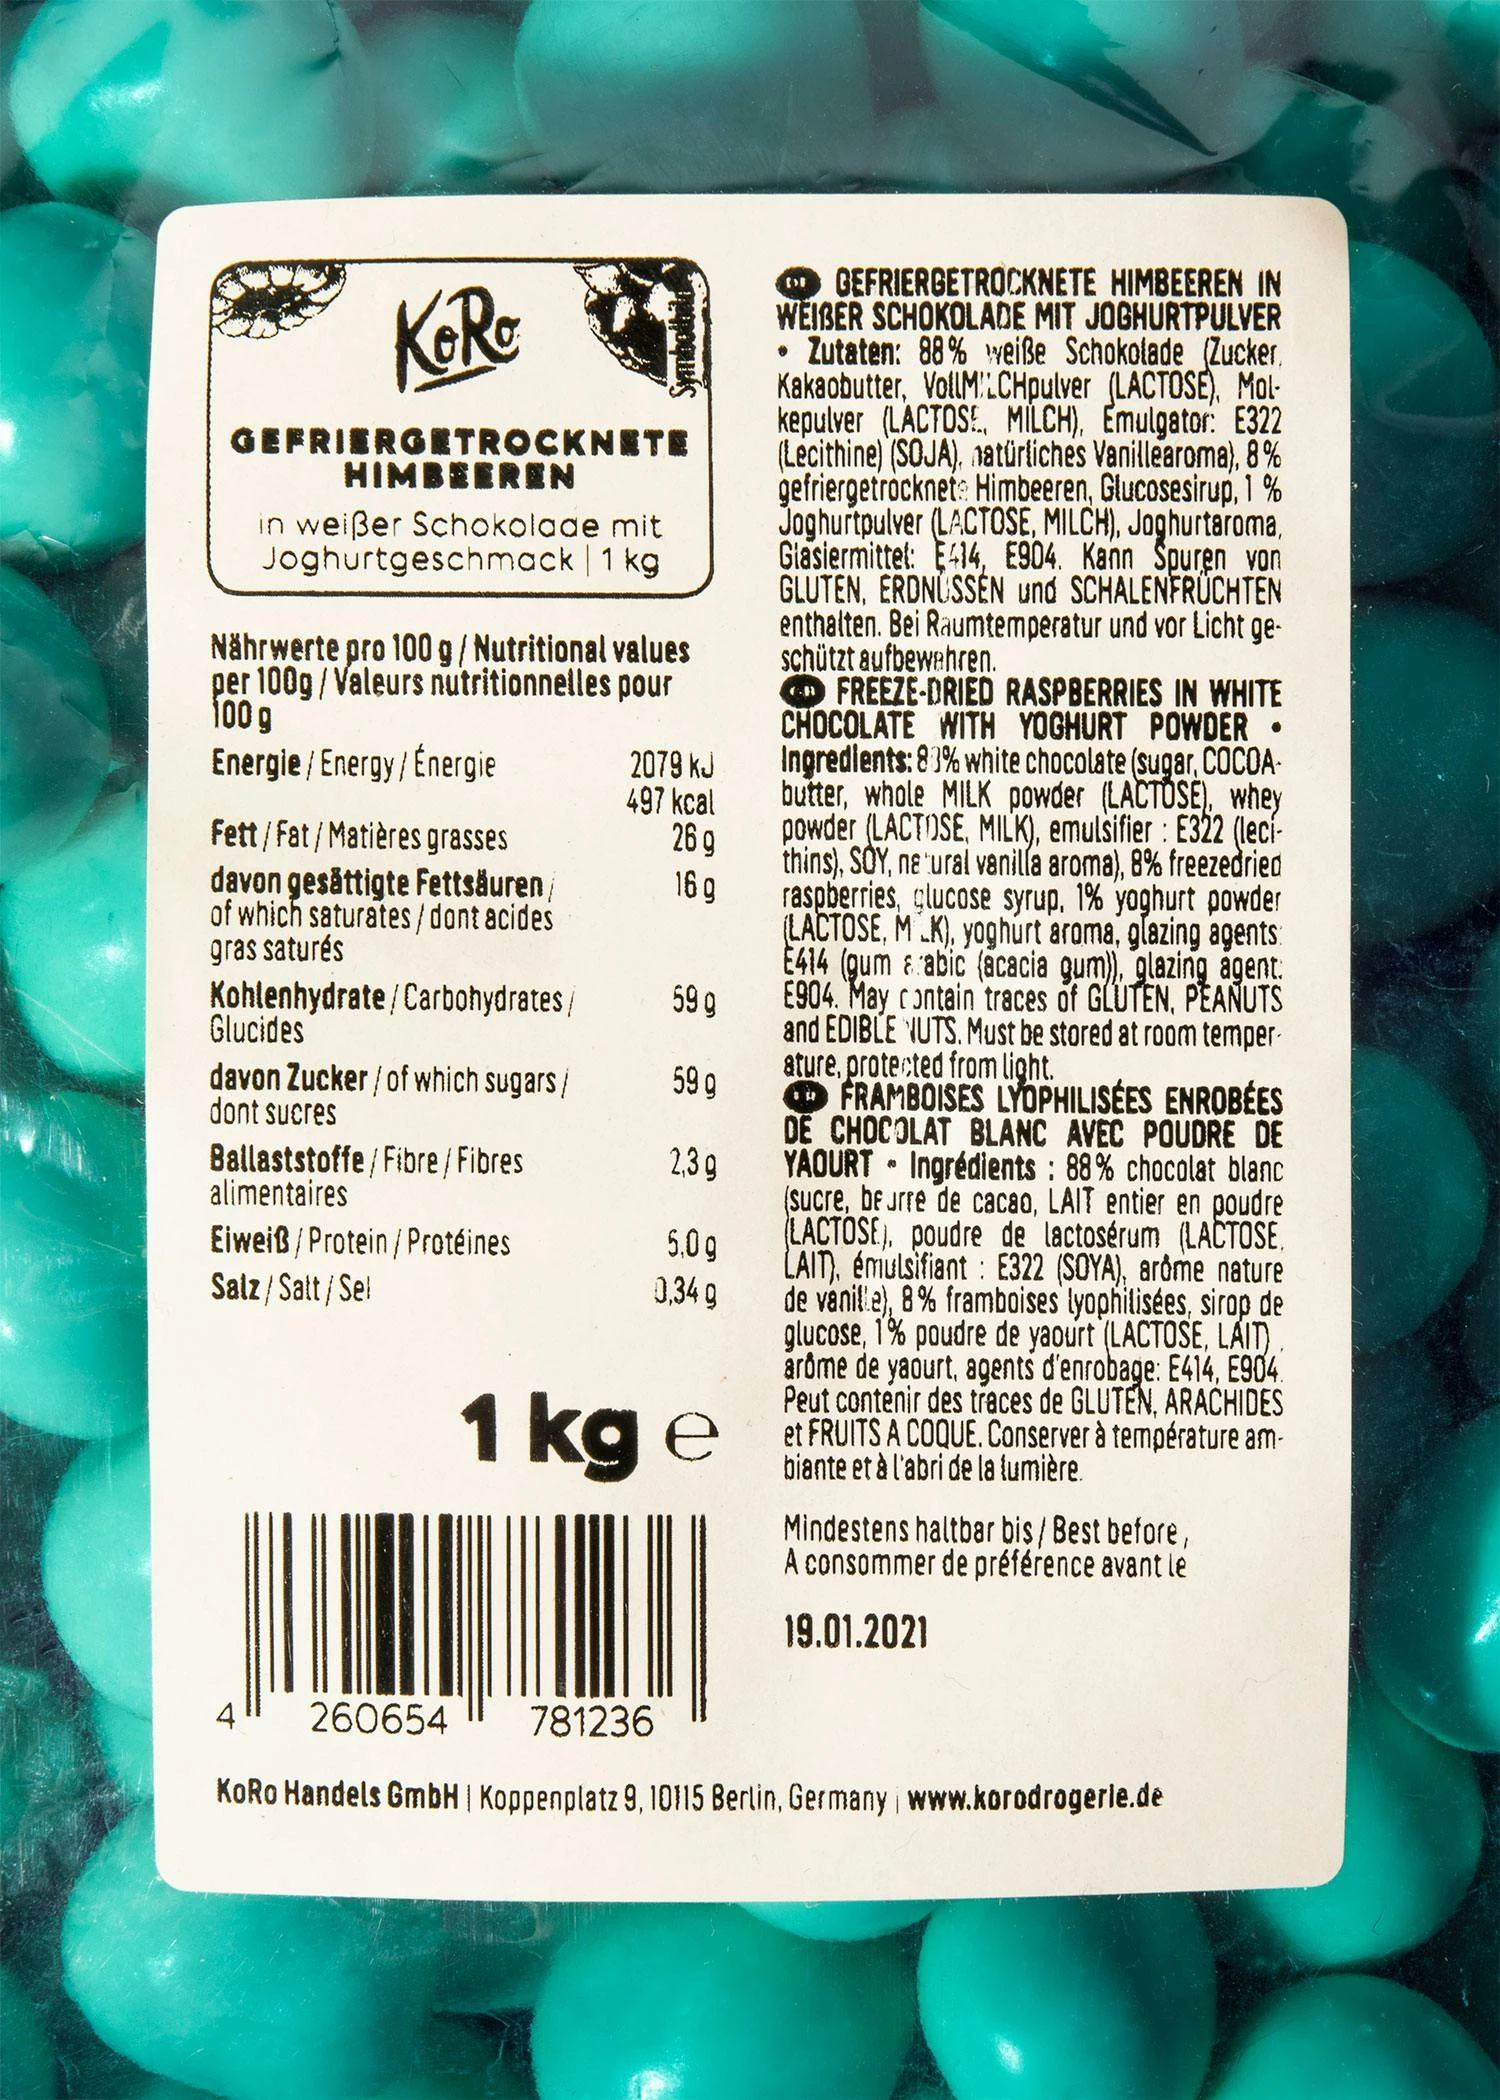 KoRo
Symbolbild
GEFRIERGETROCKNETE
HIMBEEREN
in weißer Schokolade mit
Joghurtgeschmack | 1 kg
Nährwerte pro 100 g / Nutritional values
per 100g / Valeurs nutritionnelles pour
100 g
Energie / Energy / Énergie 2079 kJ
497 kcal
Fett / Fat / Matières grasses 26 g
davon gesättigte Fettsäuren / 16 g
of which saturates / dont acides
gras saturés
Kohlenhydrate / Carbohydrates / 59 g
Glucides
davon Zucker / of which sugars / 59 g
dont sucres
Ballaststoffe / Fibre / Fibres 2,3 g
alimentaires
Eiweiß / Protein / Protéines 5,0 g
Salz / Salt / Sel 0,34 g
1 kg e
4 260654 781236
DE GEFRIERGETROCKNETE HIMBEEREN IN
WEIßER SCHOKOLADE MIT JOGHURTPULVER
• Zutaten: 88% weiße Schokolade (Zucker,
Kakaobutter, VollMILCHpulver (LACTOSE), Mol-
kepulver (LACTOSE, MILCH), Emulgator: E322
(Lecithine) (SOJA), natürliches Vanillearoma), 8%
gefriergetrocknete Himbeeren, Glucosesirup, 1 %
Joghurtpulver (LACTOSE, MILCH), Joghurtaroma,
Glasiermittel: E414, E904. Kann Spuren von
GLUTEN, ERDNÜSSEN und SCHALENFRÜCHTEN
enthalten. Bei Raumtemperatur und vor Licht ge-
schützt aufbewahren.
FREEZE-DRIED RASPBERRIES IN WHITE
CHOCOLATE WITH YOGHURT POWDER •
Ingredients: white chocolate (sugar, COCOA-
butter, whole MILK powder (LACTOSE), whey
powder (LACTOSE, MILK), emulsifier : E322 (leci-
thins), SOY, natural vanilla aroma), 8% freezedried
raspberries, glucose syrup, 1% yoghurt powder
(LACTOSE, MILK), yoghurt aroma, glazing agents:
E414 (gum arabic (acacia gum)), glazing agent:
E904. May contain traces of GLUTEN, PEANUTS
and EDIBLE NUTS. Must be stored at room temper-
ature, protected from light.
FRAMBOISES LYOPHILISÉES ENROBÉES
DE CHOCOLAT BLANC AVEC POUDRE DE
YAOURT • Ingrédients : 88% chocolat blanc
(sucre, beurre de cacao, LAIT entier en poudre
(LACTOSE), poudre de lactosérum (LACTOSE,
LAIT), émulsifiant : E322 (SOYA), arôme nature
de vanille), 8% framboises lyophilisées, sirop de
glucose, 1% poudre de yaourt (LACTOSE, LAIT),
arôme de yaourt, agents d'enrobage: E414, E904.
Peut contenir des traces de GLUTEN, ARACHIDES
et FRUITS A COQUE. Conserver à température am-
biante et à l'abri de la lumière.
Mindestens haltbar bis / Best before /
A consommer de préférence avant le
19.01.2021
KoRo Handels GmbH | Koppenplatz 9, 10115 Berlin, Germany | www.korodrogerie.de